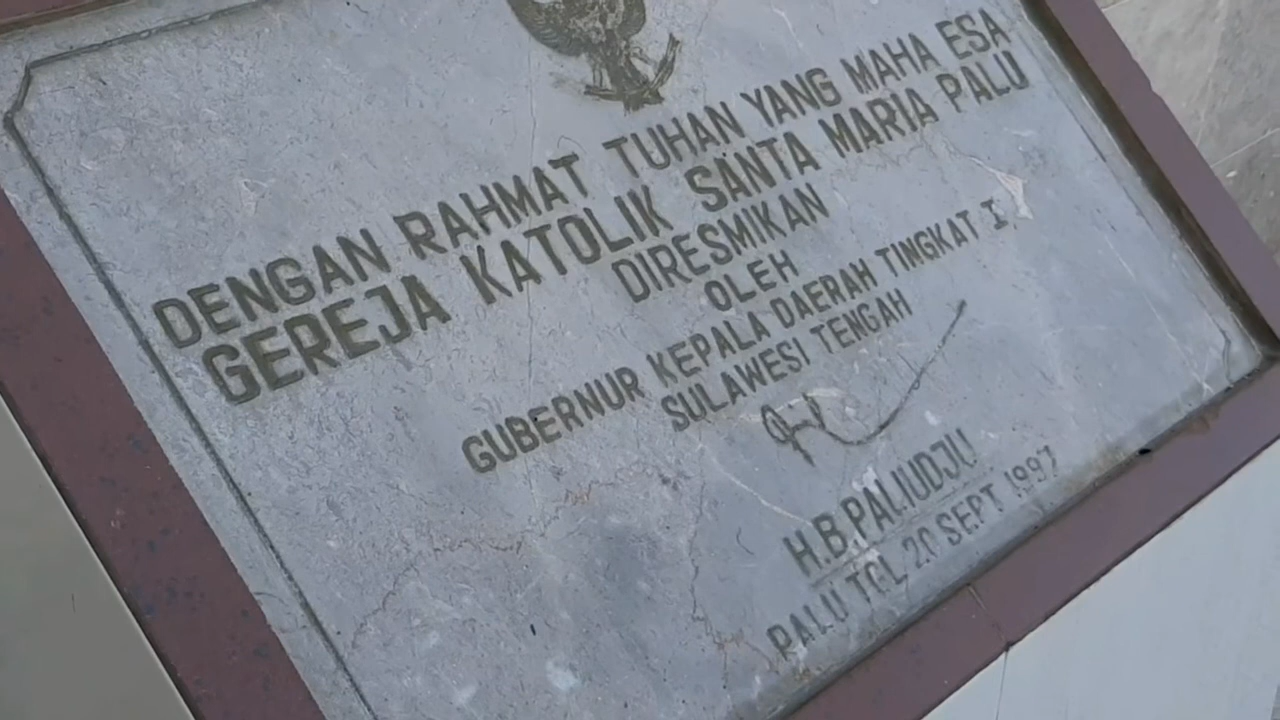 DENGAN RAHMAT TUHAN YANG MAHA ESA
GEREJA KATOLIK SANTA MARIA PALU
DIRESMIKAN
OLEH
GUBERNUR KEPALA DAERAH TINGKAT I
SULAWESI TENGAH
H.B.PALIUDJU
PALU TGL 20 SEPT 1997